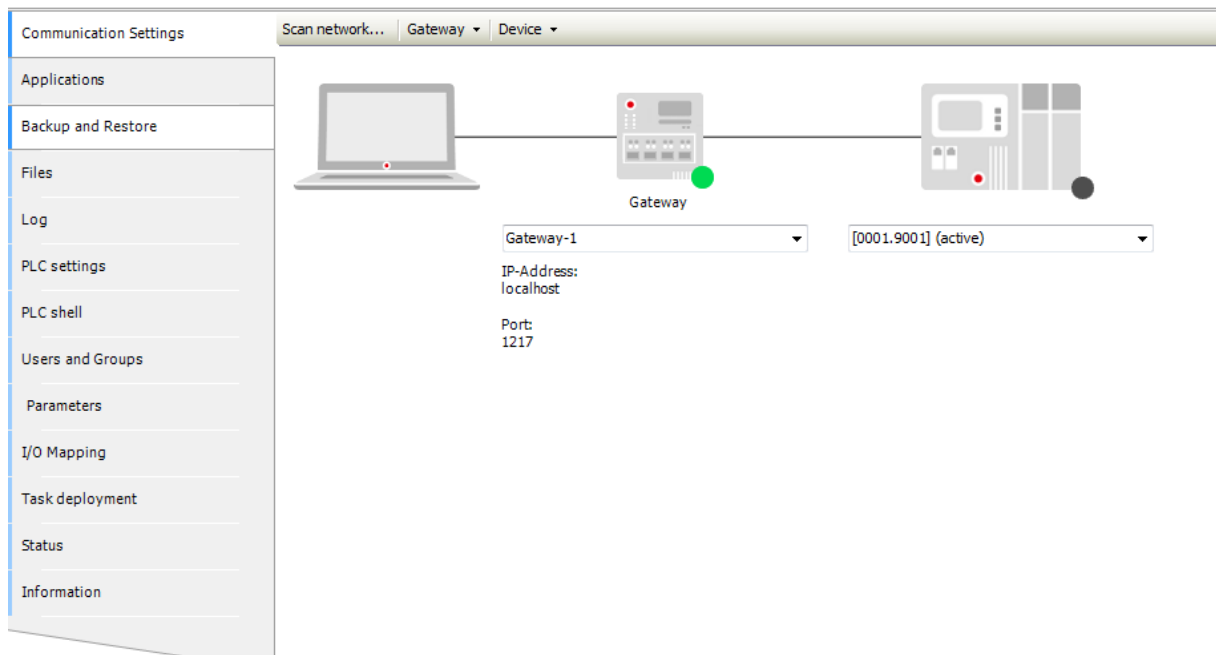 Communication Settings
Applications
Backup and Restore
Files
Log
PLC settings
PLC shell
Users and Groups
Parameters
I/O Mapping
Task deployment
Status
Information
Scan network... Gateway Device
Gateway
Gateway-1
IP-Address:
localhost
Port:
1217
[0001.9001] (active)